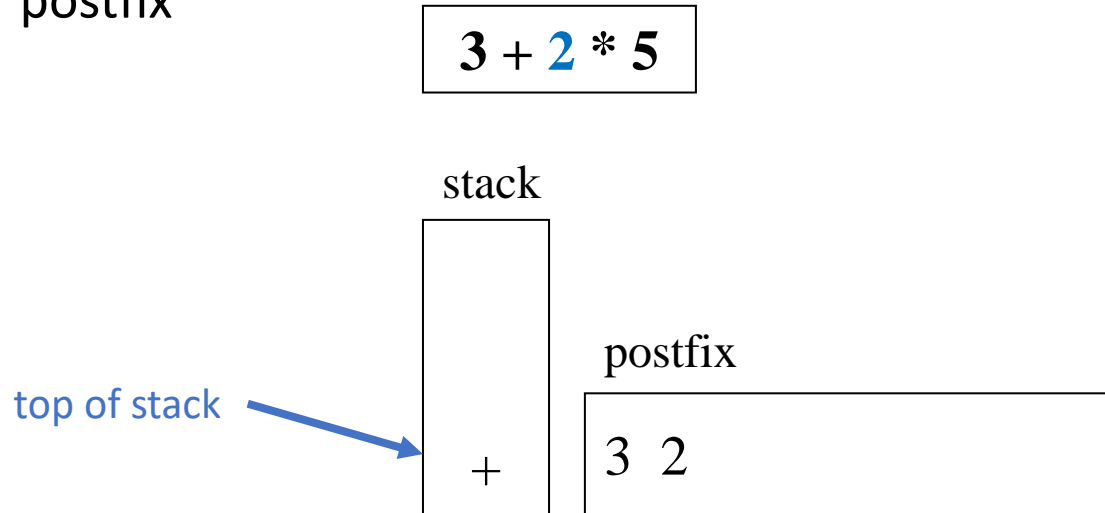 postfix
3 + 2 * 5
stack
postfix
top of stack
+
3 2